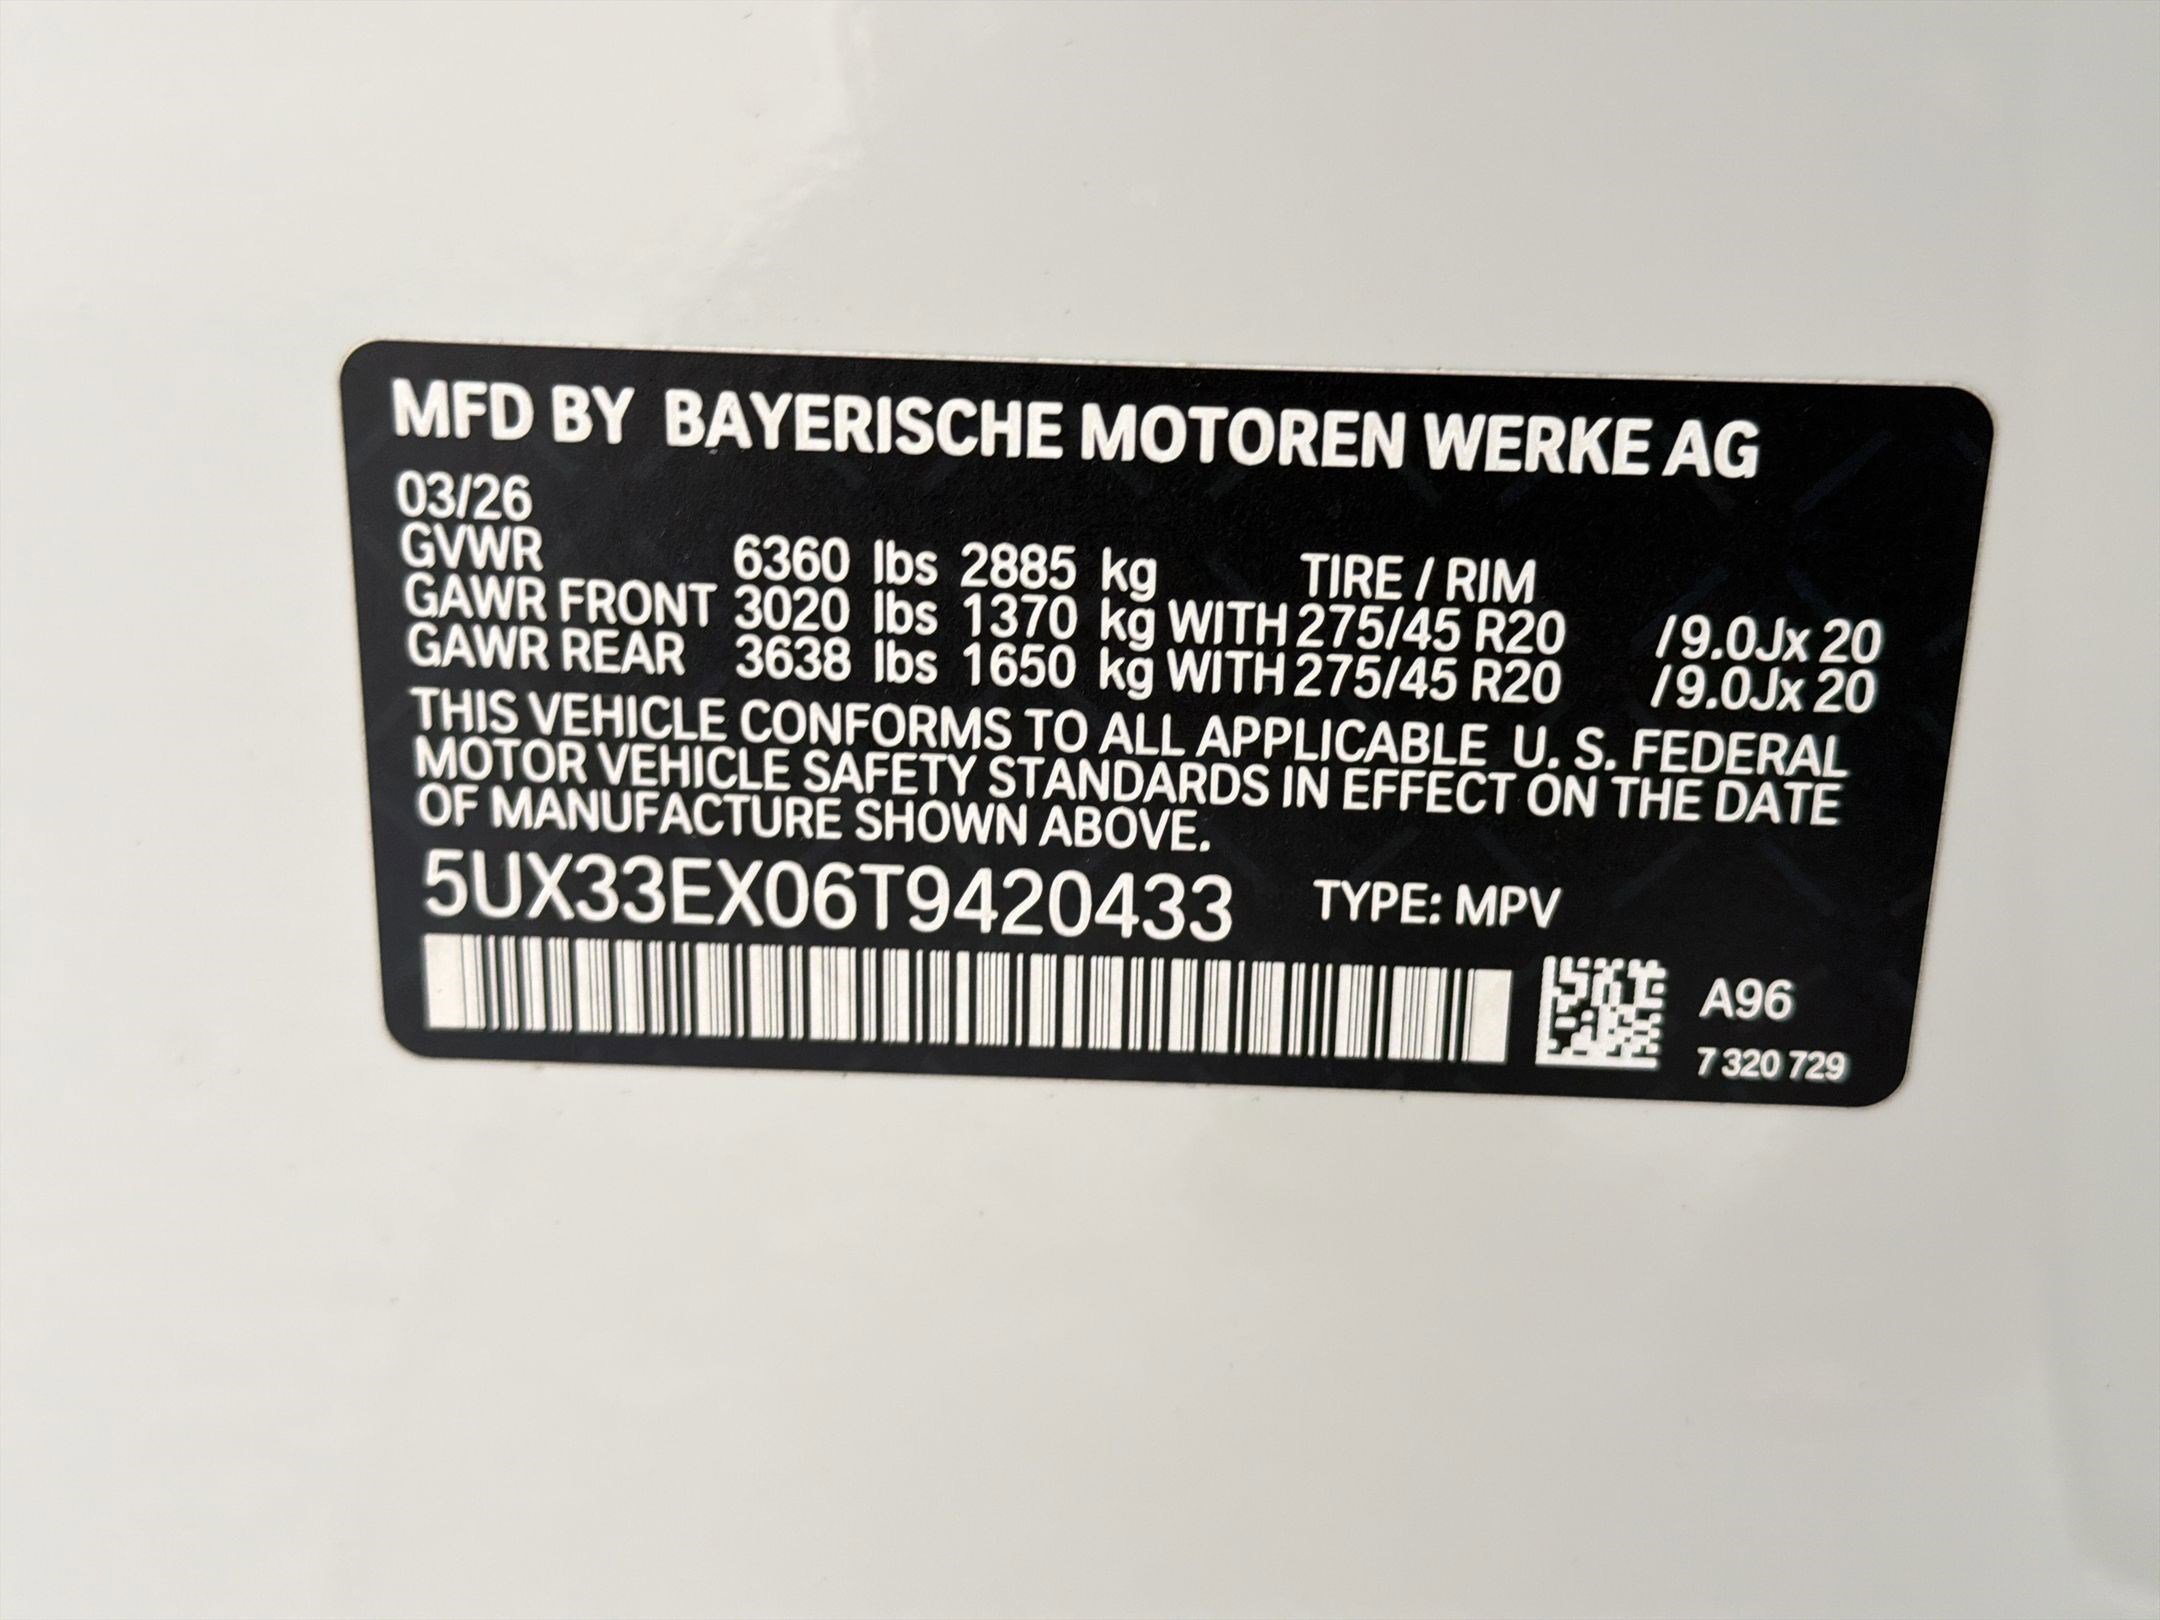 MFD BY BAYERISCHE MOTOREN WERKE AG
03/26
GVWR 6360 lbs 2885 kg TIRE / RIM
GAWR FRONT 3020 lbs 1370 kg WITH 275/45 R20 / 9.0Jx 20
GAWR REAR 3638 lbs 1650 kg WITH 275/45 R20 / 9.0Jx 20
THIS VEHICLE CONFORMS TO ALL APPLICABLE U. S. FEDERAL
MOTOR VEHICLE SAFETY STANDARDS IN EFFECT ON THE DATE
OF MANUFACTURE SHOWN ABOVE.
5UX33EX06T9420433 TYPE: MPV
A96
7 320 729